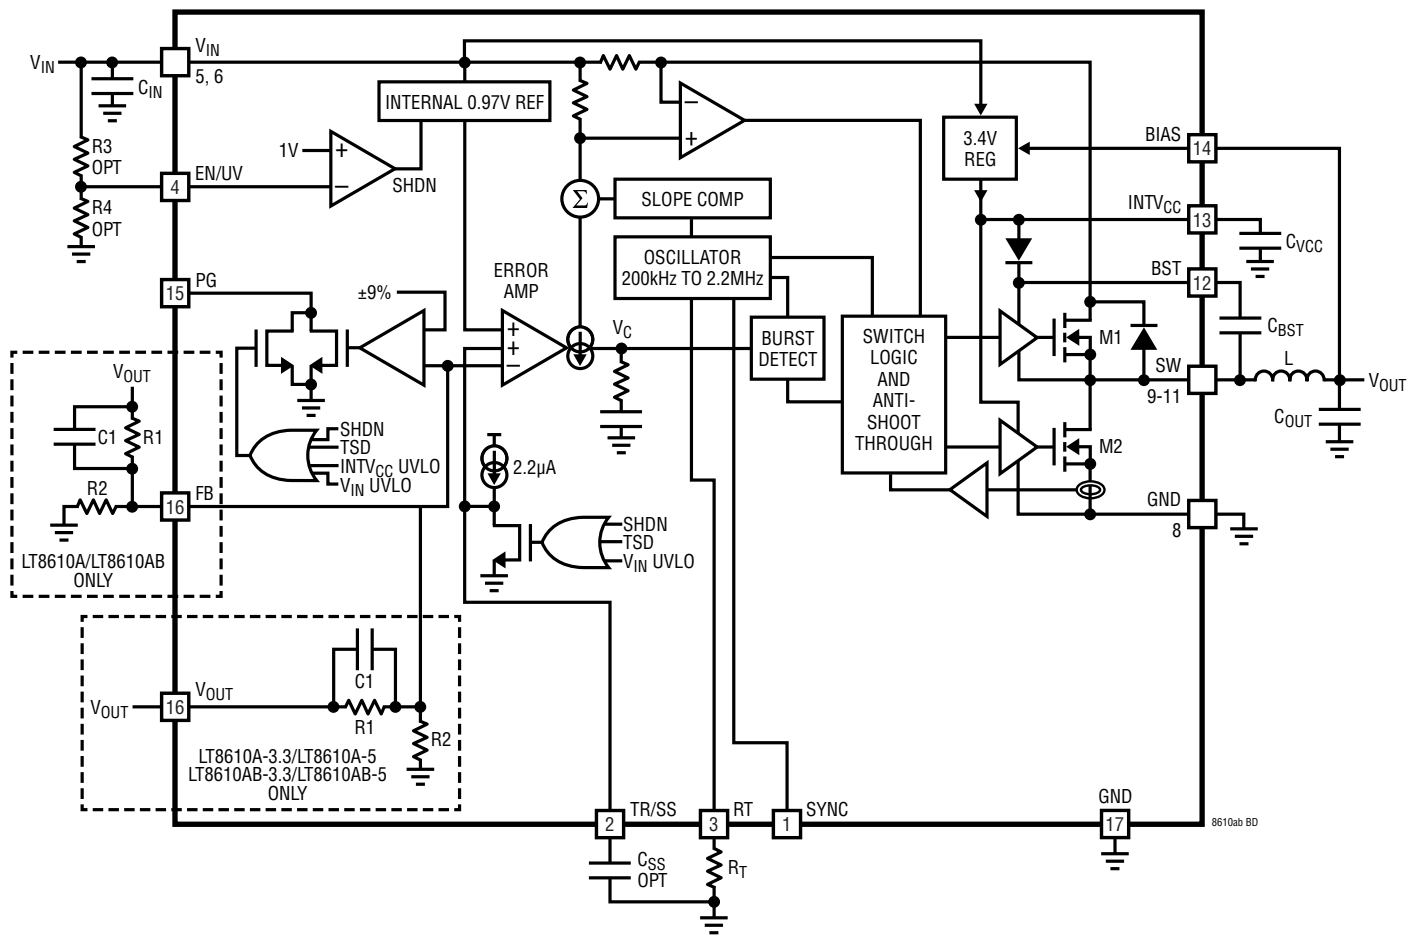 VIN
VIN
5, 6
CIN
R3
OPT
4
EN/UV
R4
OPT
1V
+
−
SHDN
INTERNAL 0.97V REF
−
+
Σ
SLOPE COMP
OSCILLATOR
200kHz TO 2.2MHz
3.4V
REG
BIAS
14
INTVCC
13
CVCC
BST
12
CBST
15
PG
±9%
ERROR
AMP
+
+
−
VC
BURST
DETECT
SWITCH
LOGIC
AND
ANTI-
SHOOT
THROUGH
M1
SW
9-11
L
VOUT
COUT
M2
GND
8
VOUT
C1
R1
R2
16
FB
LT8610A/LT8610AB
ONLY
SHDN
TSD
INTVCC UVLO
VIN UVLO
2.2µA
SHDN
TSD
VIN UVLO
VOUT
16
VOUT
C1
R1
R2
LT8610A-3.3/LT8610A-5
LT8610AB-3.3/LT8610AB-5
ONLY
2
TR/SS
3
RT
1
SYNC
GND
17
8610ab BD
CSS
OPT
RT